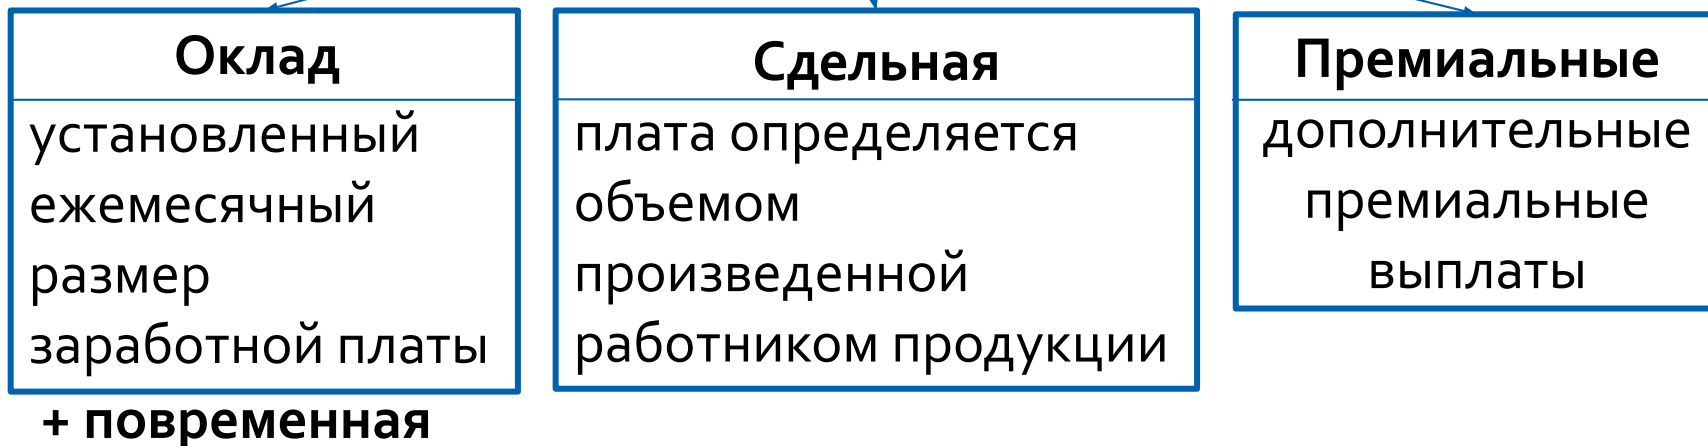 Оклад
установленный
ежемесячный
размер
заработной платы
+ повременная
Сдельная
плата определяется
объемом
произведенной
работником продукции
Премиальные
дополнительные
премиальные
выплаты